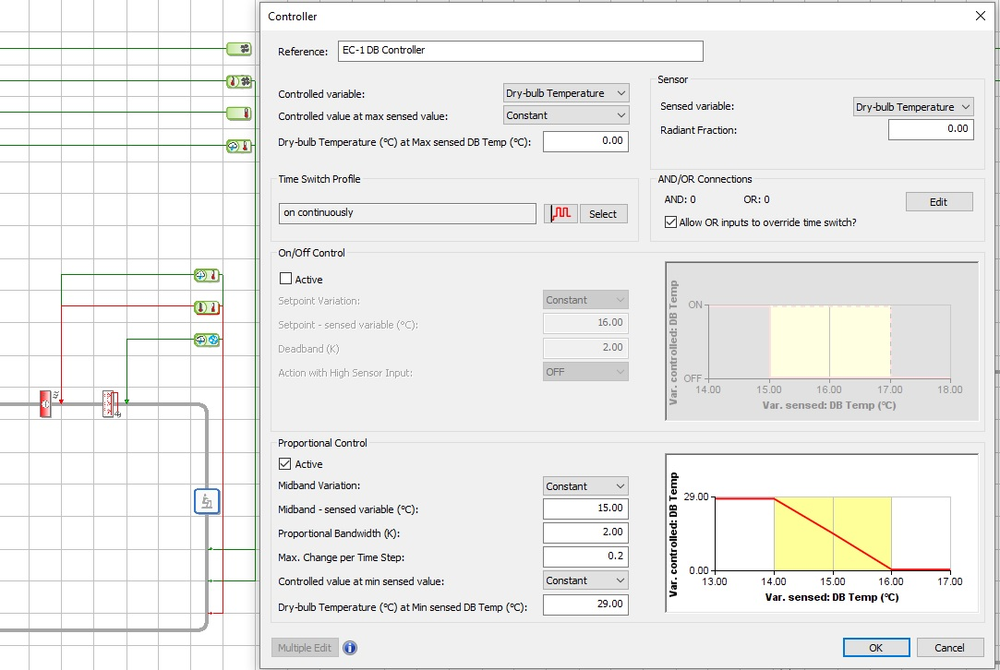 Controller
Reference: EC-1 DB Controller
Controlled variable: Dry-bulb Temperature
Controlled value at max sensed value: Constant
Dry-bulb Temperature (°C) at Max sensed DB Temp (°C): 0.00
Sensor
Sensed variable: Dry-bulb Temperature
Radiant Fraction: 0.00
Time Switch Profile
on continuously Select
AND/OR Connections
AND: 0 OR: 0 Edit
Allow OR inputs to override time switch?
On/Off Control
Active
Setpoint Variation: Constant
Setpoint - sensed variable (°C): 16.00
Deadband (K) 2.00
Action with High Sensor Input: OFF
Var. controlled: DB Temp
ON
OFF
14.00 15.00 16.00 17.00 18.00
Var. sensed: DB Temp (°C)
Proportional Control
Active
Midband Variation: Constant
Midband - sensed variable (°C): 15.00
Proportional Bandwidth (K): 2.00
Max. Change per Time Step: 0.2
Controlled value at min sensed value: Constant
Dry-bulb Temperature (°C) at Min sensed DB Temp (°C): 29.00
Var. controlled: DB Temp
29.00
0.00
13.00 14.00 15.00 16.00 17.00
Var. sensed: DB Temp (°C)
Multiple Edit OK Cancel